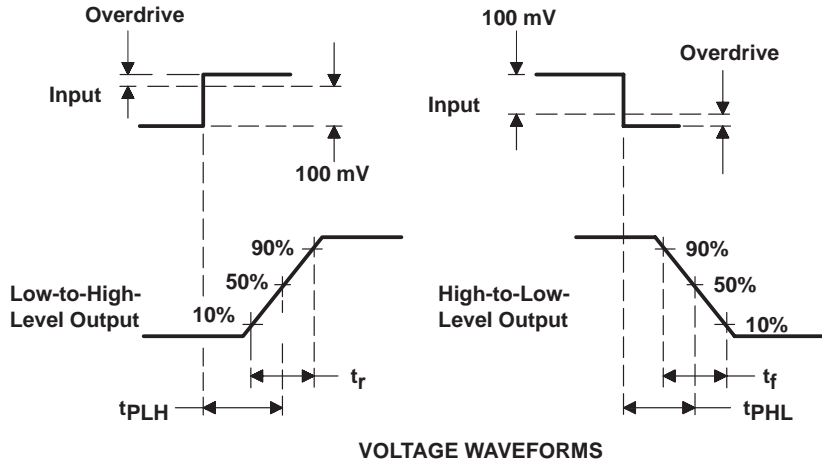 Overdrive
Input
100 mV
100 mV
Overdrive
Input
Low-to-High-
Level Output
90%
50%
10%
tr
tPLH
High-to-Low-
Level Output
90%
50%
10%
tf
tPHL
VOLTAGE WAVEFORMS